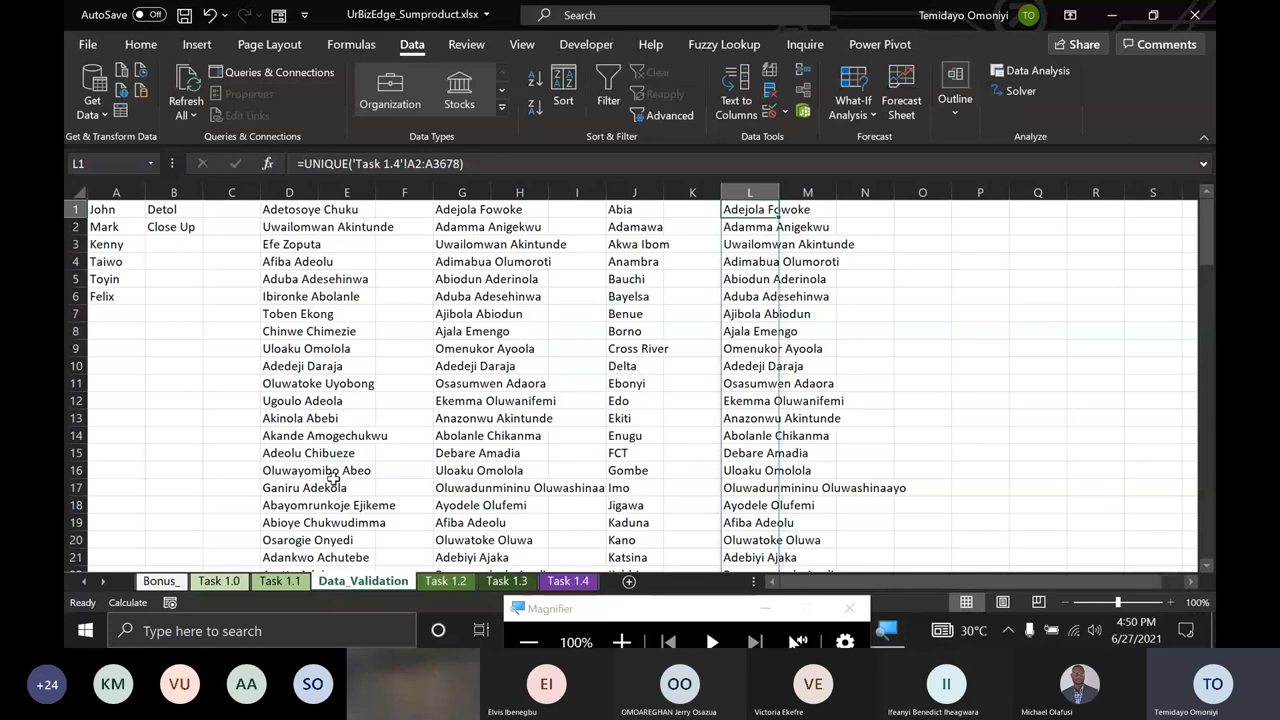 AutoSave Off UrBizEdge_Sumproduct.xlsx Search Temidayo Omoniyi TO
File Home Insert Page Layout Formulas Data Review View Developer Help Fuzzy Lookup Inquire Power Pivot Share Comments
Get Data Refresh All Queries & Connections Properties Edit Links Organization Stocks Sort Filter Clear Reapply Advanced Text to Columns What-If Analysis Forecast Sheet Outline Data Analysis Solver
Get & Transform Data Queries & Connections Data Types Sort & Filter Data Tools Forecast Analyze
L1 fx =UNIQUE('Task 1.4'!A2:A3678)
A B C D E F G H I J K L M N O P Q R S
1 John Detol Adetosoye Chuku Adejola Fowoke Abia Adejola Fowoke
2 Mark Close Up Uwailomwan Akintunde Adamma Anigekwu Adamawa Adamma Anigekwu
3 Kenny Efe Zoputa Uwailomwan Akintunde Akwa Ibom Uwailomwan Akintunde
4 Taiwo Afiba Adeolu Adimabua Olumoroti Anambra Adimabua Olumoroti
5 Toyin Aduba Adesehinwa Abiodun Aderinola Bauchi Abiodun Aderinola
6 Felix Ibironke Abolanle Aduba Adesehinwa Bayelsa Aduba Adesehinwa
7 Toben Ekong Ajibola Abiodun Benue Ajibola Abiodun
8 Chinwe Chimezie Ajala Emengo Borno Ajala Emengo
9 Uloaku Omolola Omenukor Ayoola Cross River Omenukor Ayoola
10 Adedeji Daraja Adedeji Daraja Delta Adedeji Daraja
11 Oluwatoke Uyobong Osasumwen Adaora Ebonyi Osasumwen Adaora
12 Ugoulo Adeola Ekemma Oluwanifemi Edo Ekemma Oluwanifemi
13 Akinola Abebi Anazonwu Akintunde Ekiti Anazonwu Akintunde
14 Akande Amogechukwu Abolanle Chikanma Enugu Abolanle Chikanma
15 Adeolu Chibueze Debare Amadia FCT Debare Amadia
16 Oluwayomibo Abeo Uloaku Omolola Gombe Uloaku Omolola
17 Ganiru Adekola Oluwadunmininu Oluwashinaa Imo Oluwadunmininu Oluwashinaayo
18 Abayomrunkoje Ejikeme Ayodele Olufemi Jigawa Ayodele Olufemi
19 Abioye Chukwudimma Afiba Adeolu Kaduna Afiba Adeolu
20 Osarogie Onyedi Oluwatoke Oluwa Kano Oluwatoke Oluwa
21 Adankwo Achutebe Adebiyi Ajaka Katsina Adebiyi Ajaka
Bonus_ Task 1.0 Task 1.1 Data_Validation Task 1.2 Task 1.3 Task 1.4
Ready Calculate 100%
Magnifier
100%
Type here to search 30°C 4:50 PM
6/27/2021
+24 KM VU AA SO EI OO VE II TO
Elvis Ibenegbu OMOAREGHAN Jerry Osazua Victoria Ekefre Ifeanyi Benedict Iheagwara Michael Olafusi Temidayo Omoniyi